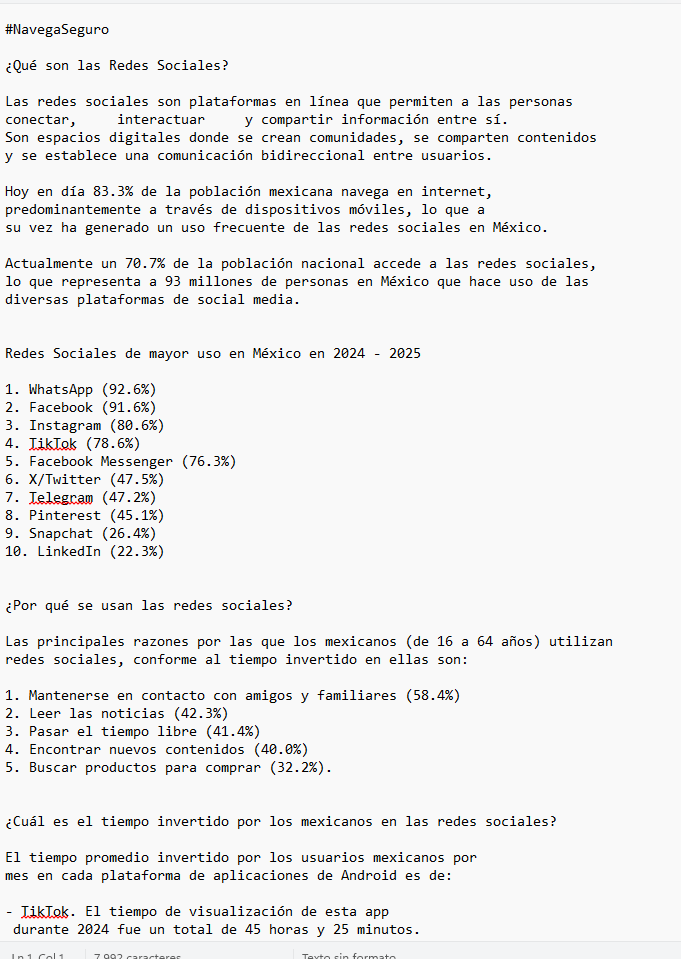 #NavegaSeguro
¿Qué son las Redes Sociales?
Las redes sociales son plataformas en línea que permiten a las personas
conectar,     interactuar     y compartir información entre sí.
Son espacios digitales donde se crean comunidades, se comparten contenidos
y se establece una comunicación bidireccional entre usuarios.
Hoy en día 83.3% de la población mexicana navega en internet,
predominantemente a través de dispositivos móviles, lo que a
su vez ha generado un uso frecuente de las redes sociales en México.
Actualmente un 70.7% de la población nacional accede a las redes sociales,
lo que representa a 93 millones de personas en México que hace uso de las
diversas plataformas de social media.
Redes Sociales de mayor uso en México en 2024 - 2025
1. WhatsApp (92.6%)
2. Facebook (91.6%)
3. Instagram (80.6%)
4. TikTok (78.6%)
5. Facebook Messenger (76.3%)
6. X/Twitter (47.5%)
7. Telegram (47.2%)
8. Pinterest (45.1%)
9. Snapchat (26.4%)
10. LinkedIn (22.3%)
¿Por qué se usan las redes sociales?
Las principales razones por las que los mexicanos (de 16 a 64 años) utilizan
redes sociales, conforme al tiempo invertido en ellas son:
1. Mantenerse en contacto con amigos y familiares (58.4%)
2. Leer las noticias (42.3%)
3. Pasar el tiempo libre (41.4%)
4. Encontrar nuevos contenidos (40.0%)
5. Buscar productos para comprar (32.2%).
¿Cuál es el tiempo invertido por los mexicanos en las redes sociales?
El tiempo promedio invertido por los usuarios mexicanos por
mes en cada plataforma de aplicaciones de Android es de:
- TikTok. El tiempo de visualización de esta app
durante 2024 fue un total de 45 horas y 25 minutos.
Ln 1, Col 1 7,992 caracteres Texto sin formato